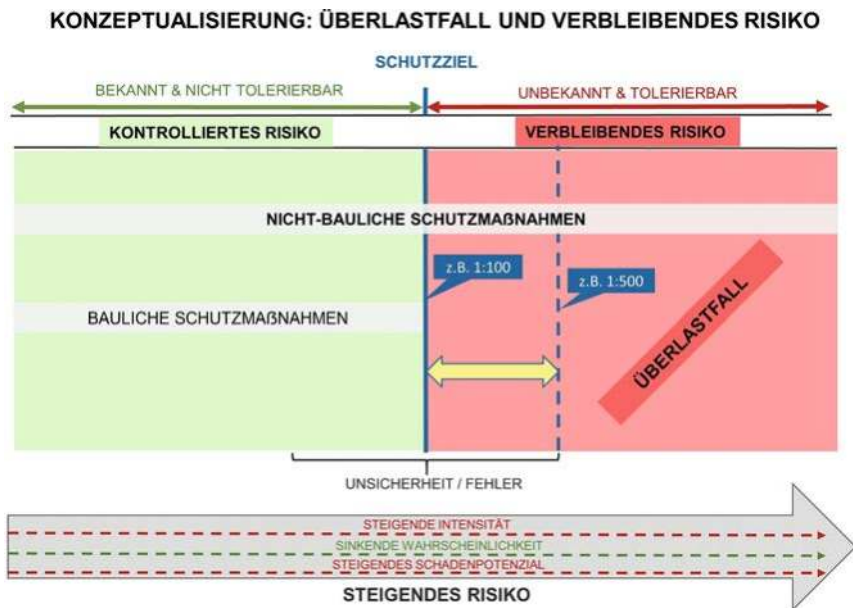 KONZEPTUALISIERUNG: ÜBERLASTFALL UND VERBLEIBENDES RISIKO
SCHUTZZIEL
BEKANNT & NICHT TOLERIERBAR
UNBEKANNT & TOLERIERBAR
KONTROLLIERTES RISIKO
VERBLEIBENDES RISIKO
NICHT-BAULICHE SCHUTZMAßNAHMEN
z.B. 1:100
z.B. 1:500
BAULICHE SCHUTZMAßNAHMEN
ÜBERLASTFALL
UNSICHERHEIT / FEHLER
STEIGENDE INTENSITÄT
SINKENDE WAHRSCHEINLICHKEIT
STEIGENDES SCHADENPOTENZIAL
STEIGENDES RISIKO